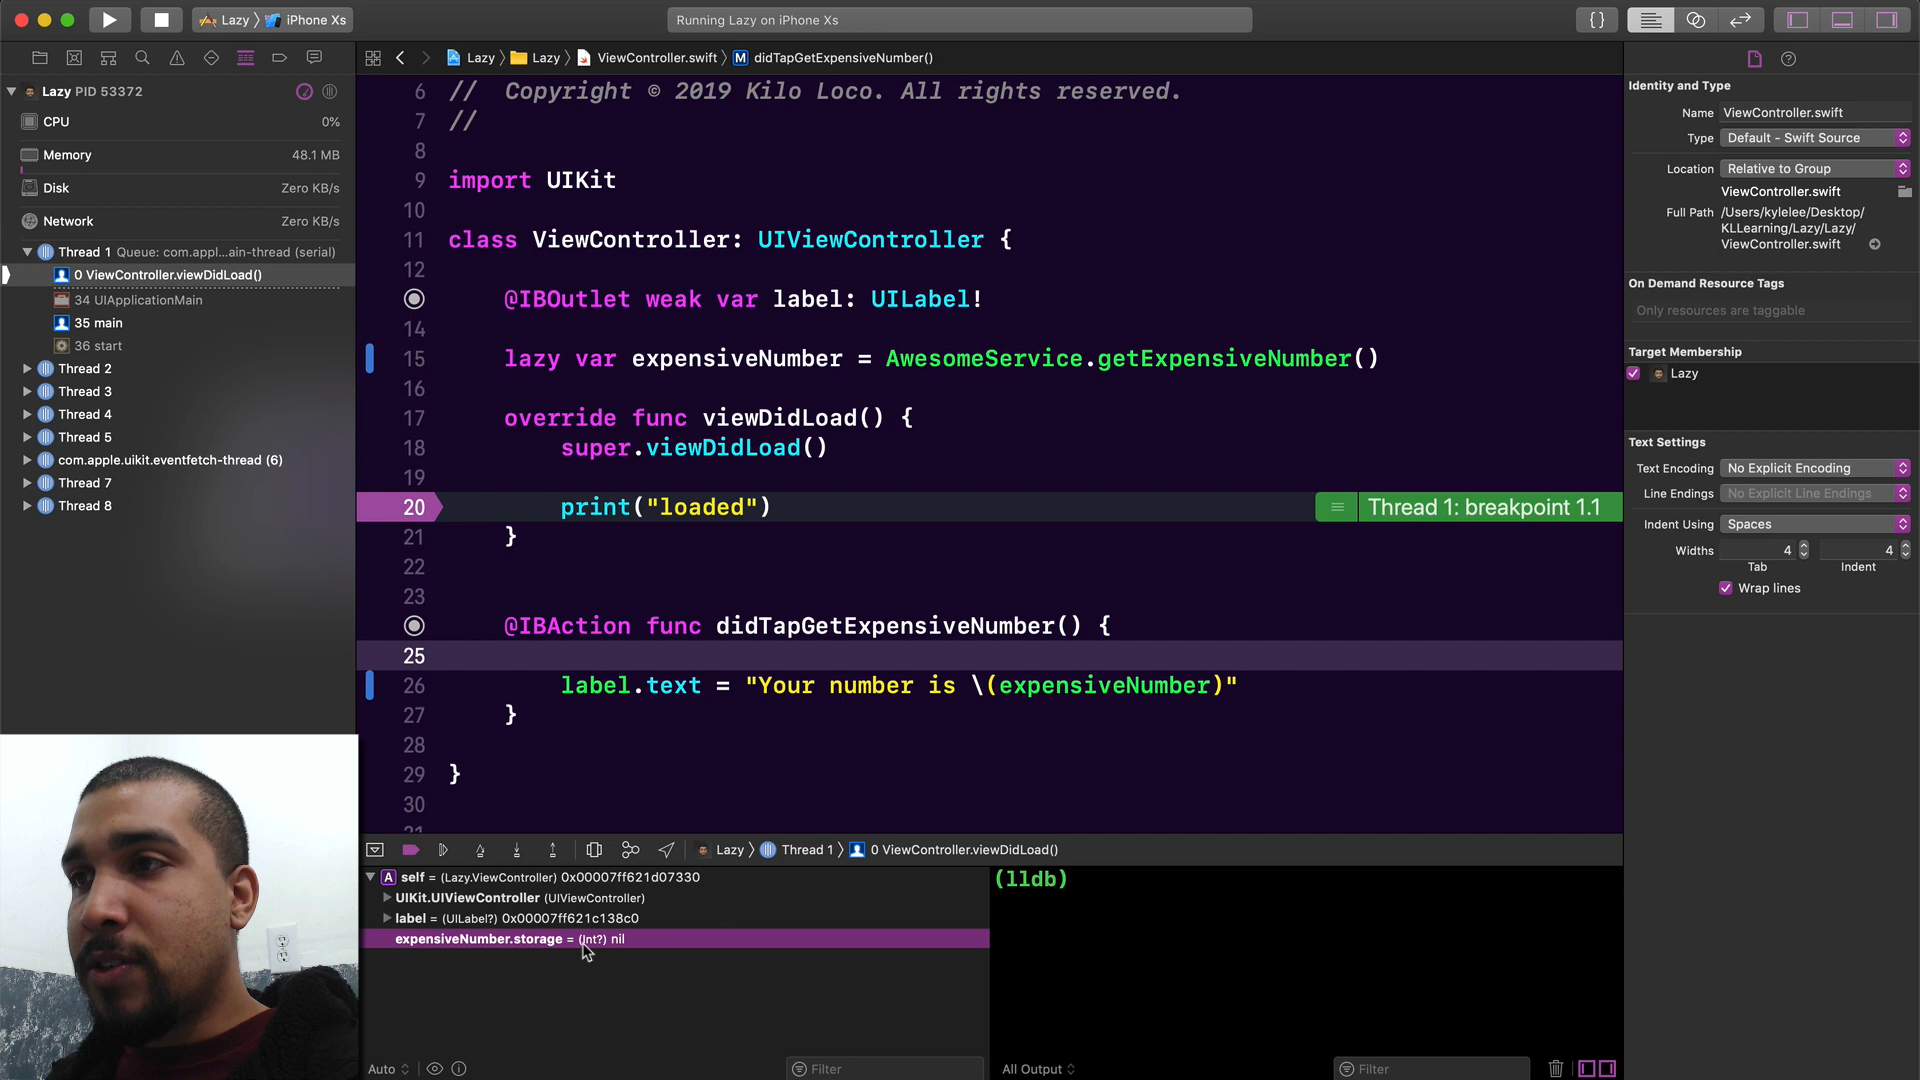 Lazy 〉 iPhone Xs
Running Lazy on iPhone Xs
{}
Lazy PID 53372
CPU 0%
Memory 48.1 MB
Disk Zero KB/s
Network Zero KB/s
Thread 1 Queue: com.appl...ain-thread (serial)
0 ViewController.viewDidLoad()
34 UIApplicationMain
35 main
36 start
Thread 2
Thread 3
Thread 4
Thread 5
com.apple.uikit.eventfetch-thread (6)
Thread 7
Thread 8
Lazy 〉 Lazy 〉 ViewController.swift 〉 M didTapGetExpensiveNumber()
6 //  Copyright © 2019 Kilo Loco. All rights reserved.
7 //
8
9 import UIKit
10
11 class ViewController: UIViewController {
12
@IBOutlet weak var label: UILabel!
14
15 lazy var expensiveNumber = AwesomeService.getExpensiveNumber()
16
17 override func viewDidLoad() {
18 super.viewDidLoad()
19
20 print("loaded") Thread 1: breakpoint 1.1
21 }
22
23
@IBAction func didTapGetExpensiveNumber() {
25
26 label.text = "Your number is \(expensiveNumber)"
27 }
28
29 }
30
Lazy 〉 Thread 1 〉 0 ViewController.viewDidLoad()
A self = (Lazy.ViewController) 0x00007ff621d07330
UIKit.UIViewController (UIViewController)
label = (UILabel?) 0x00007ff621c138c0
expensiveNumber.storage = (Int?) nil
Auto
Filter
(lldb)
All Output
Filter
Identity and Type
Name ViewController.swift
Type Default - Swift Source
Location Relative to Group
ViewController.swift
Full Path /Users/kylelee/Desktop/
KLLearning/Lazy/Lazy/
ViewController.swift
On Demand Resource Tags
Only resources are taggable
Target Membership
Lazy
Text Settings
Text Encoding No Explicit Encoding
Line Endings No Explicit Line Endings
Indent Using Spaces
Widths 4 4
Tab Indent
Wrap lines